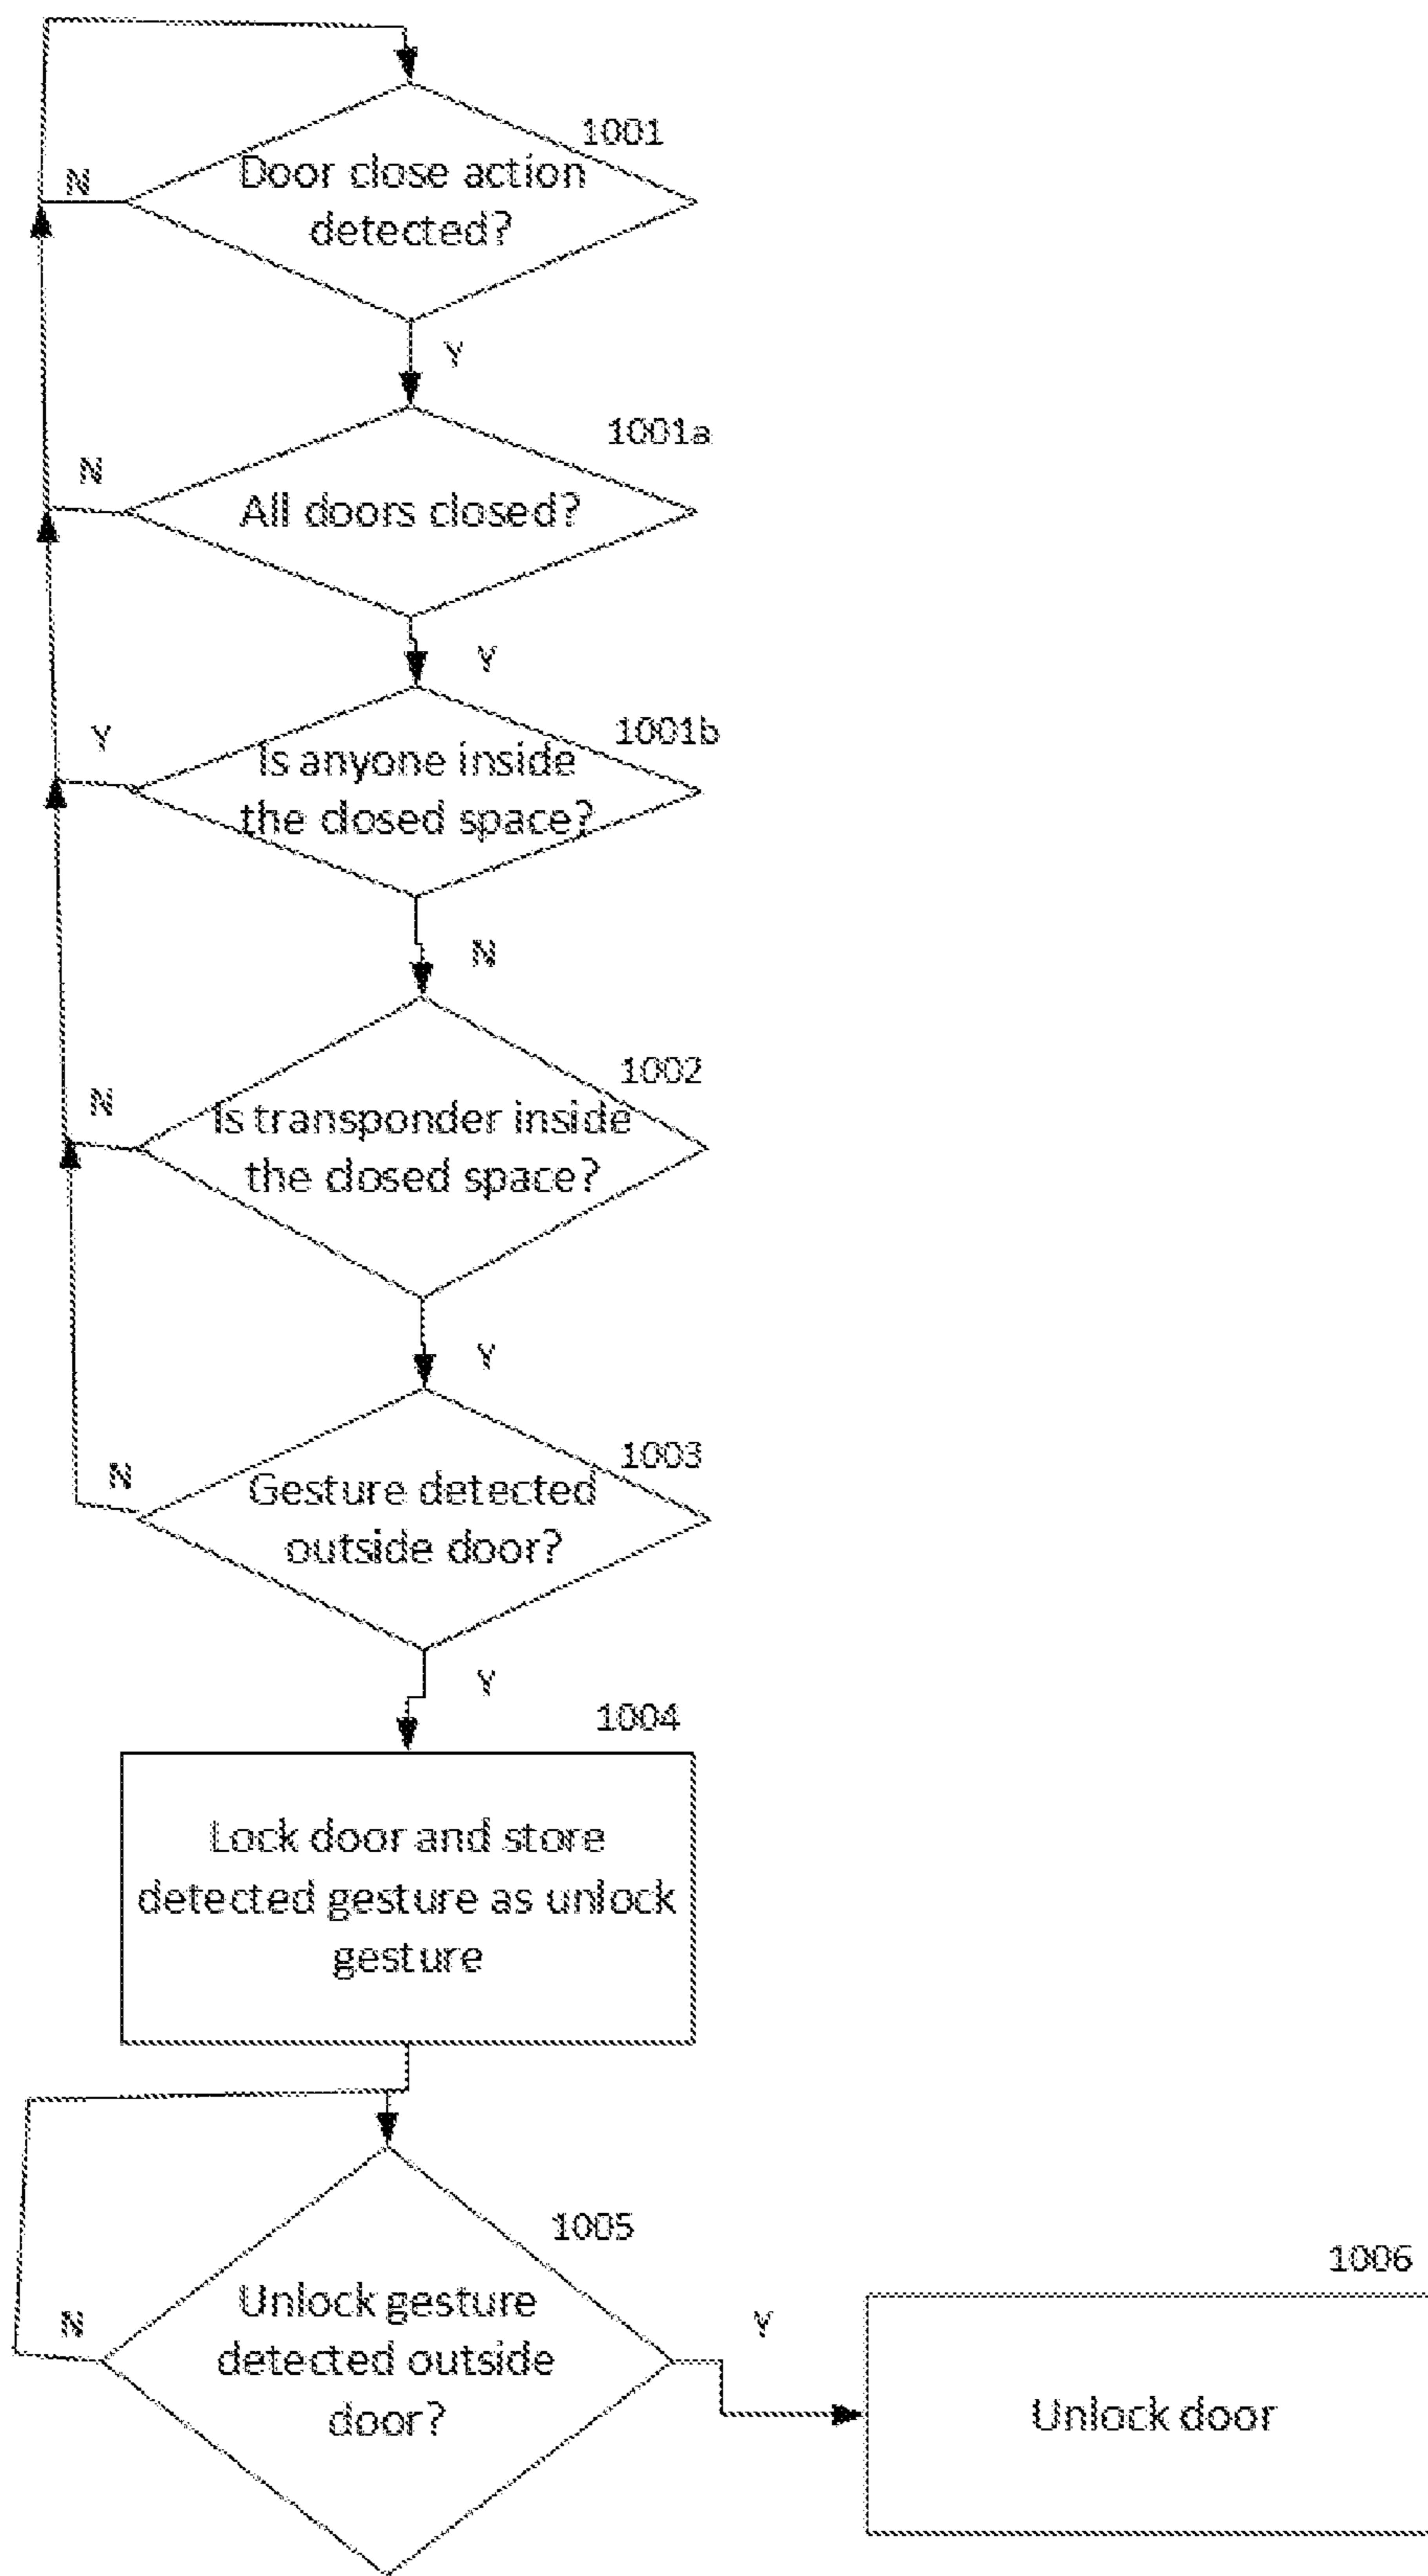 1001
Door close action
detected?
N
Y
1001a
All doors closed?
N
Y
1001b
Is anyone inside
the closed space?
Y
N
1002
Is transponder inside
the closed space?
N
Y
1003
Gesture detected
outside door?
N
Y
1004
Lock door and store
detected gesture as unlock
gesture
1005
Unlock gesture
detected outside
door?
N
Y
1006
Unlock door